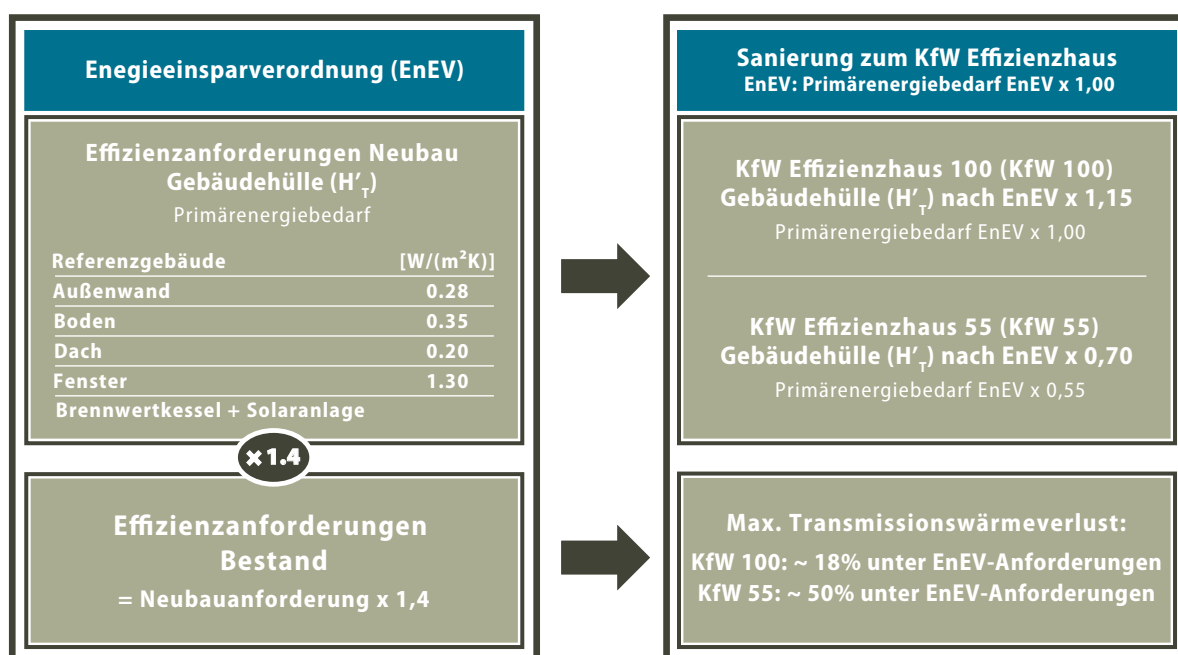 Enegieeinsparverordnung (EnEV)
Effizienzanforderungen Neubau
Gebäudehülle (H'T)
Primärenergiebedarf
Referenzgebäude [W/(m²K)]
Außenwand 0.28
Boden 0.35
Dach 0.20
Fenster 1.30
Brennwertkessel + Solaranlage
×1.4
Effizienzanforderungen
Bestand
= Neubauanforderung x 1,4
Sanierung zum KfW Effizienzhaus
EnEV: Primärenergiebedarf EnEV x 1,00
KfW Effizienzhaus 100 (KfW 100)
Gebäudehülle (H'T) nach EnEV x 1,15
Primärenergiebedarf EnEV x 1,00
KfW Effizienzhaus 55 (KfW 55)
Gebäudehülle (H'T) nach EnEV x 0,70
Primärenergiebedarf EnEV x 0,55
Max. Transmissionswärmeverlust:
KfW 100: ~ 18% unter EnEV-Anforderungen
KfW 55: ~ 50% unter EnEV-Anforderungen